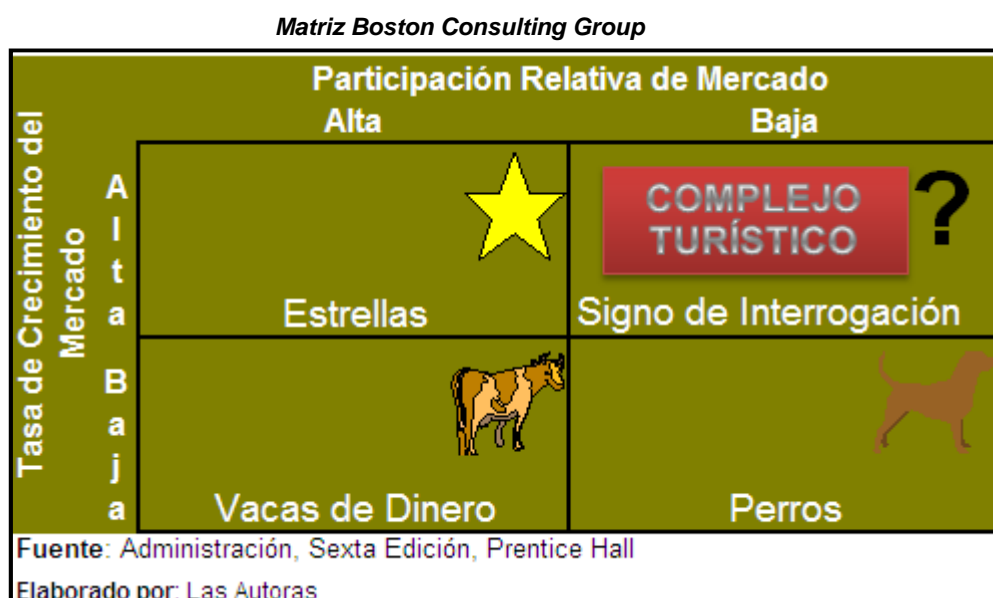 Matriz Boston Consulting Group
Participación Relativa de Mercado
Alta
Baja
Tasa de Crecimiento del
Mercado
Alta
COMPLEJO
TURÍSTICO
?
Estrellas
Signo de Interrogación
Baja
Vacas de Dinero
Perros
Fuente: Administración, Sexta Edición, Prentice Hall
Elaborado por: Las Autoras